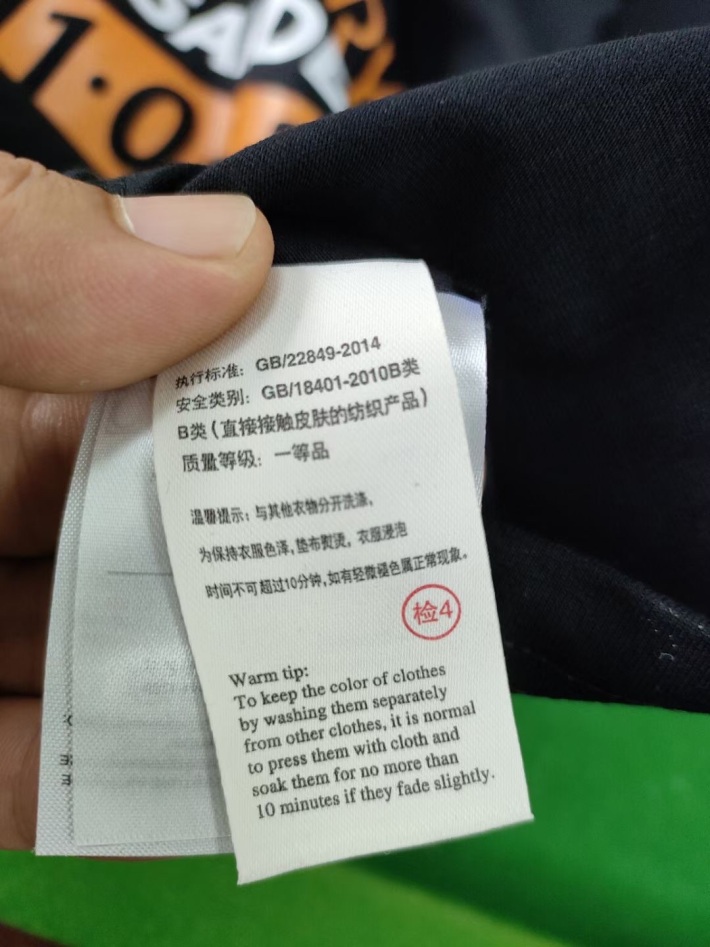 1·0
RY
GADE
执行标准：GB/22849-2014
安全类别：GB/18401-2010B类
B类（直接接触皮肤的纺织产品）
质量等级：一等品
温馨提示：与其他衣物分开洗涤，
为保持衣服色泽，垫布熨烫，衣服浸泡
时间不可超过10分钟，如有轻微褪色属正常现象。
检4
Warm tip:
To keep the color of clothes
by washing them separately
from other clothes, it is normal
to press them with cloth and
soak them for no more than
10 minutes if they fade slightly.